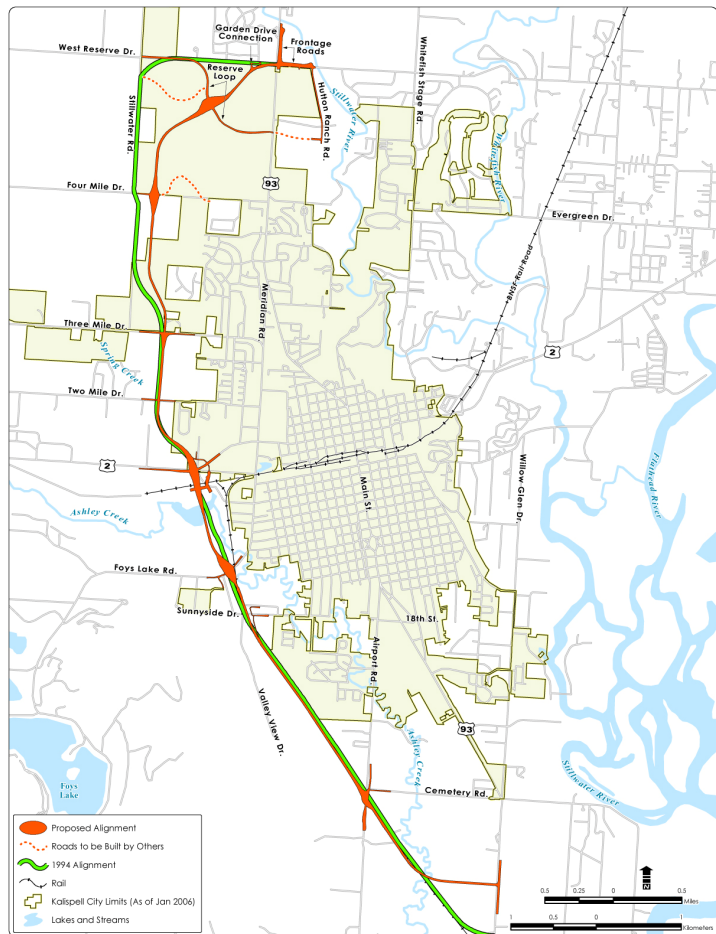 Garden Drive
Connection
Frontage
Roads
West Reserve Dr.
Reserve
Loop
Whitefish Stage Rd.
Stillwater Rd.
Hutton Ranch Rd.
Stillwater River
Whitefish River
93
Four Mile Dr.
Evergreen Dr.
BNSF Rail Road
Meridian Rd.
Three Mile Dr.
Spring Creek
2
Two Mile Dr.
2
Willow Glen Dr.
Flathead River
Main St.
Ashley Creek
Foys Lake Rd.
Sunnyside Dr.
18th St.
Airport Rd.
Valley View Dr.
93
Ashley Creek
Stillwater River
Cemetery Rd.
Foys
Lake
Proposed Alignment
Roads to be Built by Others
1994 Alignment
Rail
Kalispell City Limits (As of Jan 2006)
Lakes and Streams
N
0.5 0.25 0 0.5
Miles
1 0.5 0 1
Kilometers